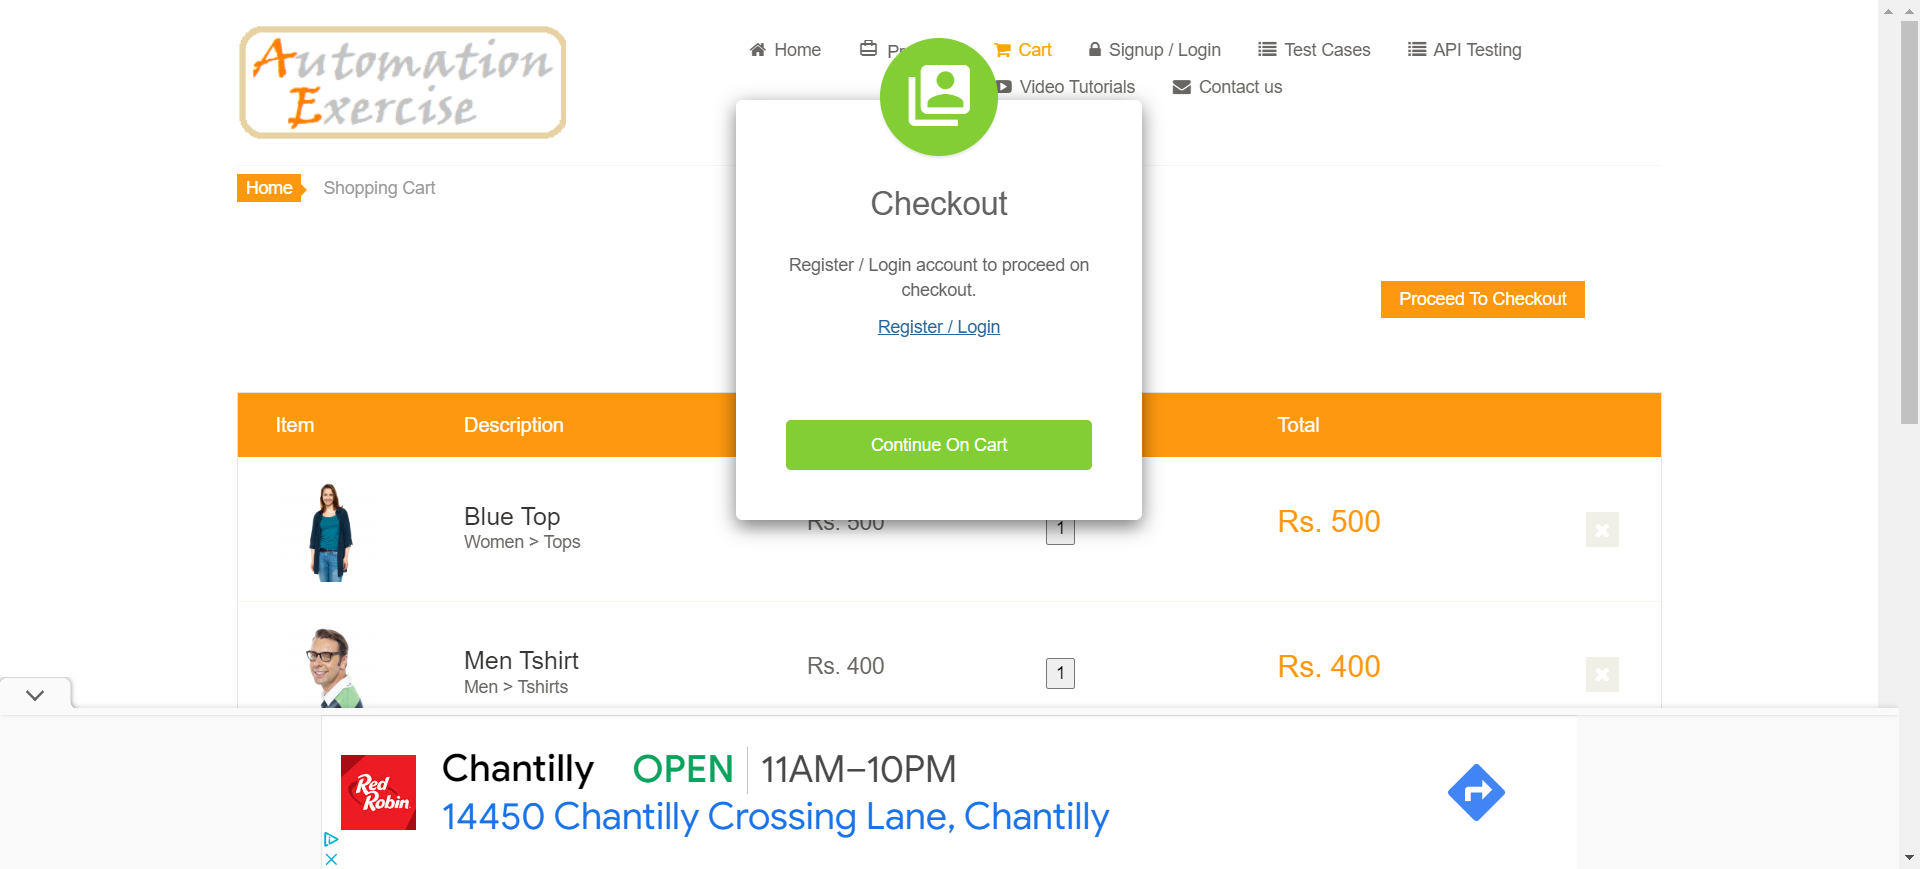 Automation
Exercise
Home
Cart
Signup / Login
Test Cases
API Testing
Video Tutorials
Contact us
Home
Shopping Cart
Checkout
Register / Login account to proceed on
checkout.
Register / Login
Continue On Cart
Proceed To Checkout
Item
Description
Total
Blue Top
Women > Tops
Rs. 500
1
Rs. 500
Men Tshirt
Men > Tshirts
Rs. 400
1
Rs. 400
Red
Robin
Chantilly OPEN 11AM–10PM
14450 Chantilly Crossing Lane, Chantilly